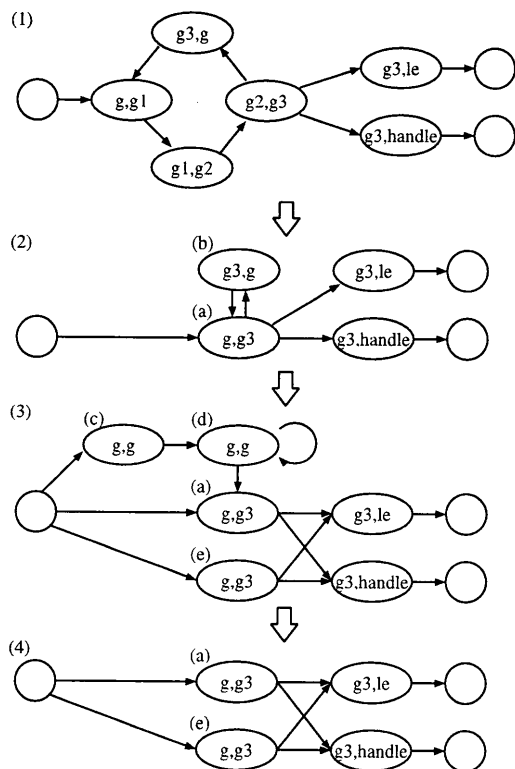 (1)
g3,g
g3,le
g,g1
g2,g3
g3,handle
g1,g2
(2)
(b)
g3,g
g3,le
(a)
g,g3
g3,handle
(3)
(c)
(d)
g,g
g,g
(a)
g,g3
g3,le
(e)
g,g3
g3,handle
(4)
(a)
g,g3
g3,le
(e)
g,g3
g3,handle